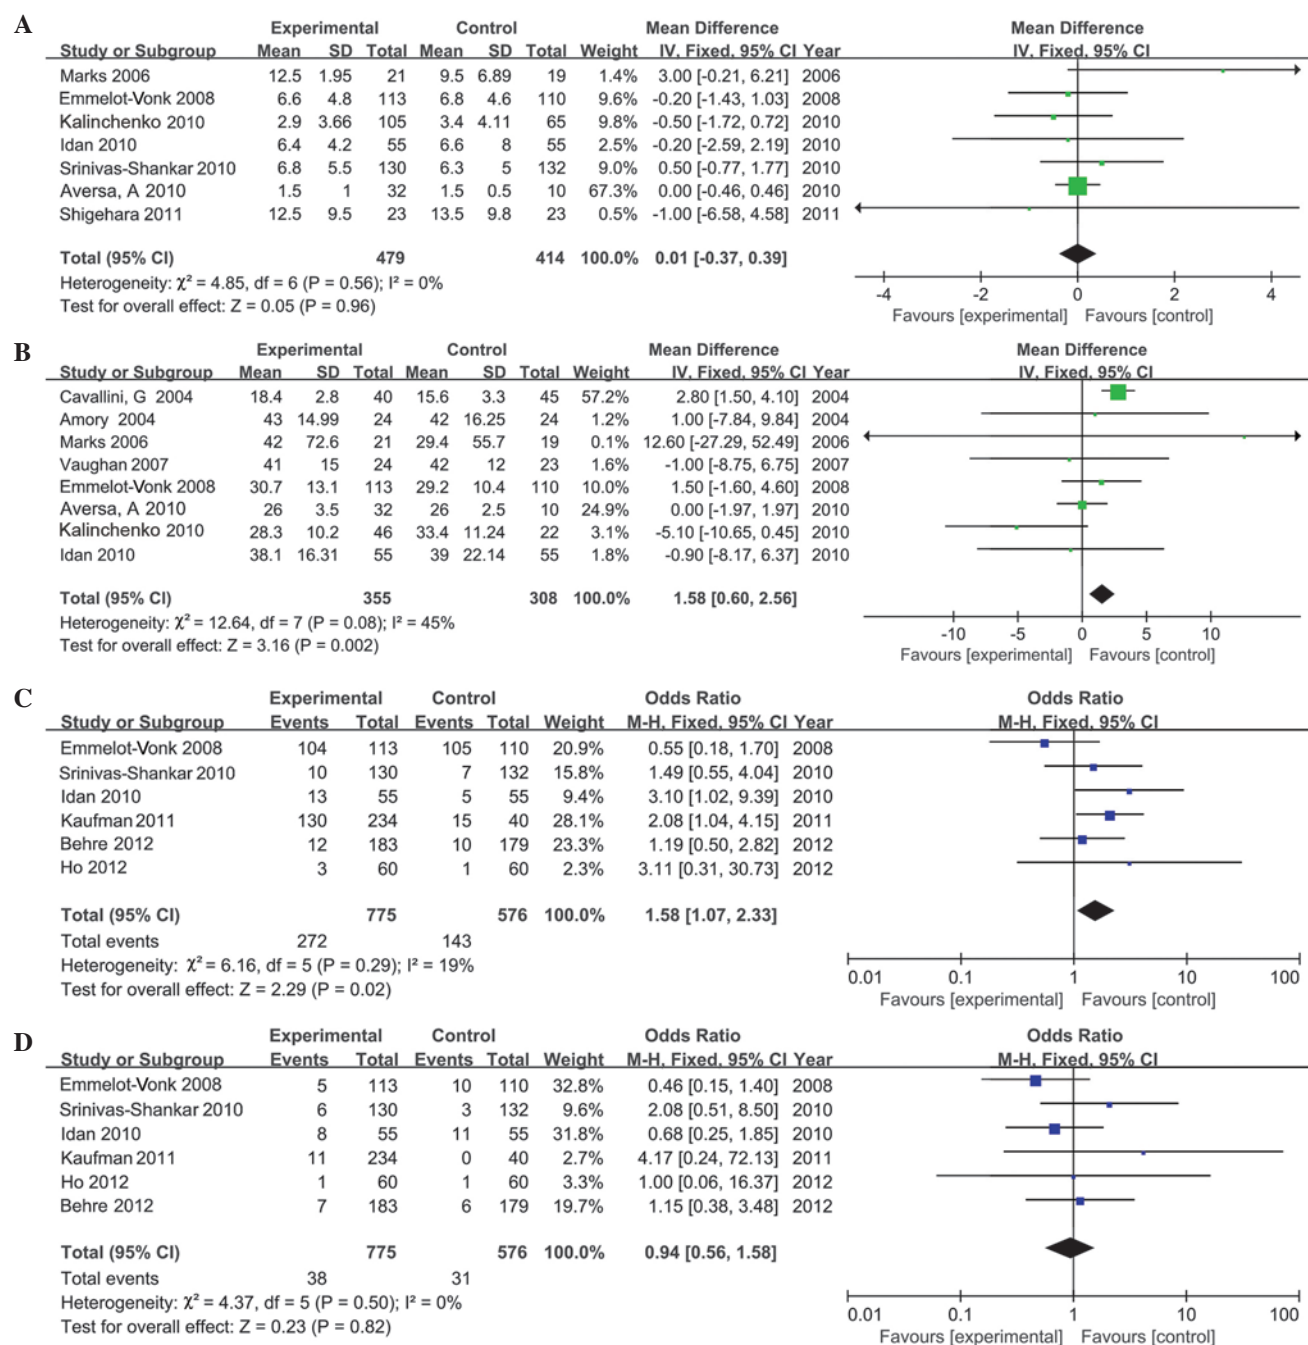 A
Experimental Control Mean Difference Mean Difference
Study or Subgroup Mean SD Total Mean SD Total Weight IV, Fixed, 95% CI Year IV, Fixed, 95% CI
Marks 2006 12.5 1.95 21 9.5 6.89 19 1.4% 3.00 [-0.21, 6.21] 2006
Emmelot-Vonk 2008 6.6 4.8 113 6.8 4.6 110 9.6% -0.20 [-1.43, 1.03] 2008
Kalinchenko 2010 2.9 3.66 105 3.4 4.11 65 9.8% -0.50 [-1.72, 0.72] 2010
Idan 2010 6.4 4.2 55 6.6 8 55 2.5% -0.20 [-2.59, 2.19] 2010
Srinivas-Shankar 2010 6.8 5.5 130 6.3 5 132 9.0% 0.50 [-0.77, 1.77] 2010
Aversa, A 2010 1.5 1 32 1.5 0.5 10 67.3% 0.00 [-0.46, 0.46] 2010
Shigehara 2011 12.5 9.5 23 13.5 9.8 23 0.5% -1.00 [-6.58, 4.58] 2011
Total (95% CI) 479 414 100.0% 0.01 [-0.37, 0.39]
Heterogeneity: χ² = 4.85, df = 6 (P = 0.56); I² = 0%
Test for overall effect: Z = 0.05 (P = 0.96)
-4 -2 0 2 4
Favours [experimental] Favours [control]
B
Experimental Control Mean Difference Mean Difference
Study or Subgroup Mean SD Total Mean SD Total Weight IV, Fixed, 95% CI Year IV, Fixed, 95% CI
Cavallini, G 2004 18.4 2.8 40 15.6 3.3 45 57.2% 2.80 [1.50, 4.10] 2004
Amory 2004 43 14.99 24 42 16.25 24 1.2% 1.00 [-7.84, 9.84] 2004
Marks 2006 42 72.6 21 29.4 55.7 19 0.1% 12.60 [-27.29, 52.49] 2006
Vaughan 2007 41 15 24 42 12 23 1.6% -1.00 [-8.75, 6.75] 2007
Emmelot-Vonk 2008 30.7 13.1 113 29.2 10.4 110 10.0% 1.50 [-1.60, 4.60] 2008
Aversa, A 2010 26 3.5 32 26 2.5 10 24.9% 0.00 [-1.97, 1.97] 2010
Kalinchenko 2010 28.3 10.2 46 33.4 11.24 22 3.1% -5.10 [-10.65, 0.45] 2010
Idan 2010 38.1 16.31 55 39 22.14 55 1.8% -0.90 [-8.17, 6.37] 2010
Total (95% CI) 355 308 100.0% 1.58 [0.60, 2.56]
Heterogeneity: χ² = 12.64, df = 7 (P = 0.08); I² = 45%
Test for overall effect: Z = 3.16 (P = 0.002)
-10 -5 0 5 10
Favours [experimental] Favours [control]
C
Experimental Control Odds Ratio Odds Ratio
Study or Subgroup Events Total Events Total Weight M-H, Fixed, 95% CI Year M-H, Fixed, 95% CI
Emmelot-Vonk 2008 104 113 105 110 20.9% 0.55 [0.18, 1.70] 2008
Srinivas-Shankar 2010 10 130 7 132 15.8% 1.49 [0.55, 4.04] 2010
Idan 2010 13 55 5 55 9.4% 3.10 [1.02, 9.39] 2010
Kaufman 2011 130 234 15 40 28.1% 2.08 [1.04, 4.15] 2011
Behre 2012 12 183 10 179 23.3% 1.19 [0.50, 2.82] 2012
Ho 2012 3 60 1 60 2.3% 3.11 [0.31, 30.73] 2012
Total (95% CI) 775 576 100.0% 1.58 [1.07, 2.33]
Total events 272 143
Heterogeneity: χ² = 6.16, df = 5 (P = 0.29); I² = 19%
Test for overall effect: Z = 2.29 (P = 0.02)
0.01 0.1 1 10 100
Favours [experimental] Favours [control]
D
Experimental Control Odds Ratio Odds Ratio
Study or Subgroup Events Total Events Total Weight M-H, Fixed, 95% CI Year M-H, Fixed, 95% CI
Emmelot-Vonk 2008 5 113 10 110 32.8% 0.46 [0.15, 1.40] 2008
Srinivas-Shankar 2010 6 130 3 132 9.6% 2.08 [0.51, 8.50] 2010
Idan 2010 8 55 11 55 31.8% 0.68 [0.25, 1.85] 2010
Kaufman 2011 11 234 0 40 2.7% 4.17 [0.24, 72.13] 2011
Ho 2012 1 60 1 60 3.3% 1.00 [0.06, 16.37] 2012
Behre 2012 7 183 6 179 19.7% 1.15 [0.38, 3.48] 2012
Total (95% CI) 775 576 100.0% 0.94 [0.56, 1.58]
Total events 38 31
Heterogeneity: χ² = 4.37, df = 5 (P = 0.50); I² = 0%
Test for overall effect: Z = 0.23 (P = 0.82)
0.01 0.1 1 10 100
Favours [experimental] Favours [control]